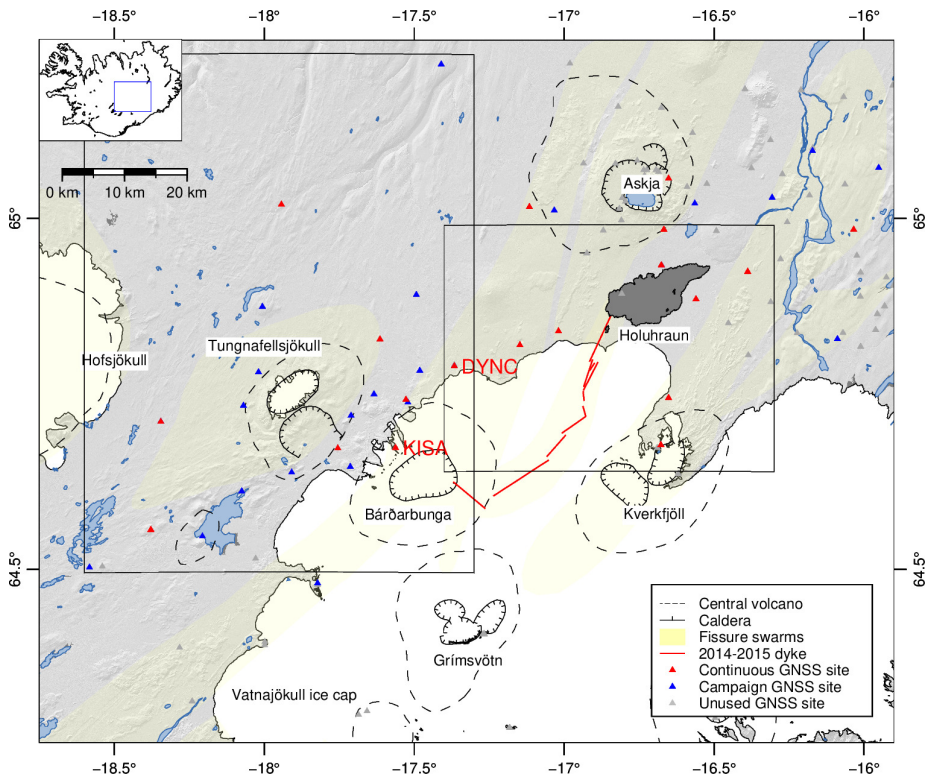 −18.5 −18 −17.5 −17 −16.5 −16
0 km 10 km 20 km
Askja
65°
65°
Holuhraun
Tungnafellsjökull
Hofsjökull
DYNC
KISA
Bárðarbunga
Kverkfjöll
64.5°
64.5°
Central volcano
Caldera
Fissure swarms
2014-2015 dyke
Continuous GNSS site
Campaign GNSS site
Unused GNSS site
Grímsvötn
Vatnajökull ice cap
−18.5 −18 −17.5 −17 −16.5 −16